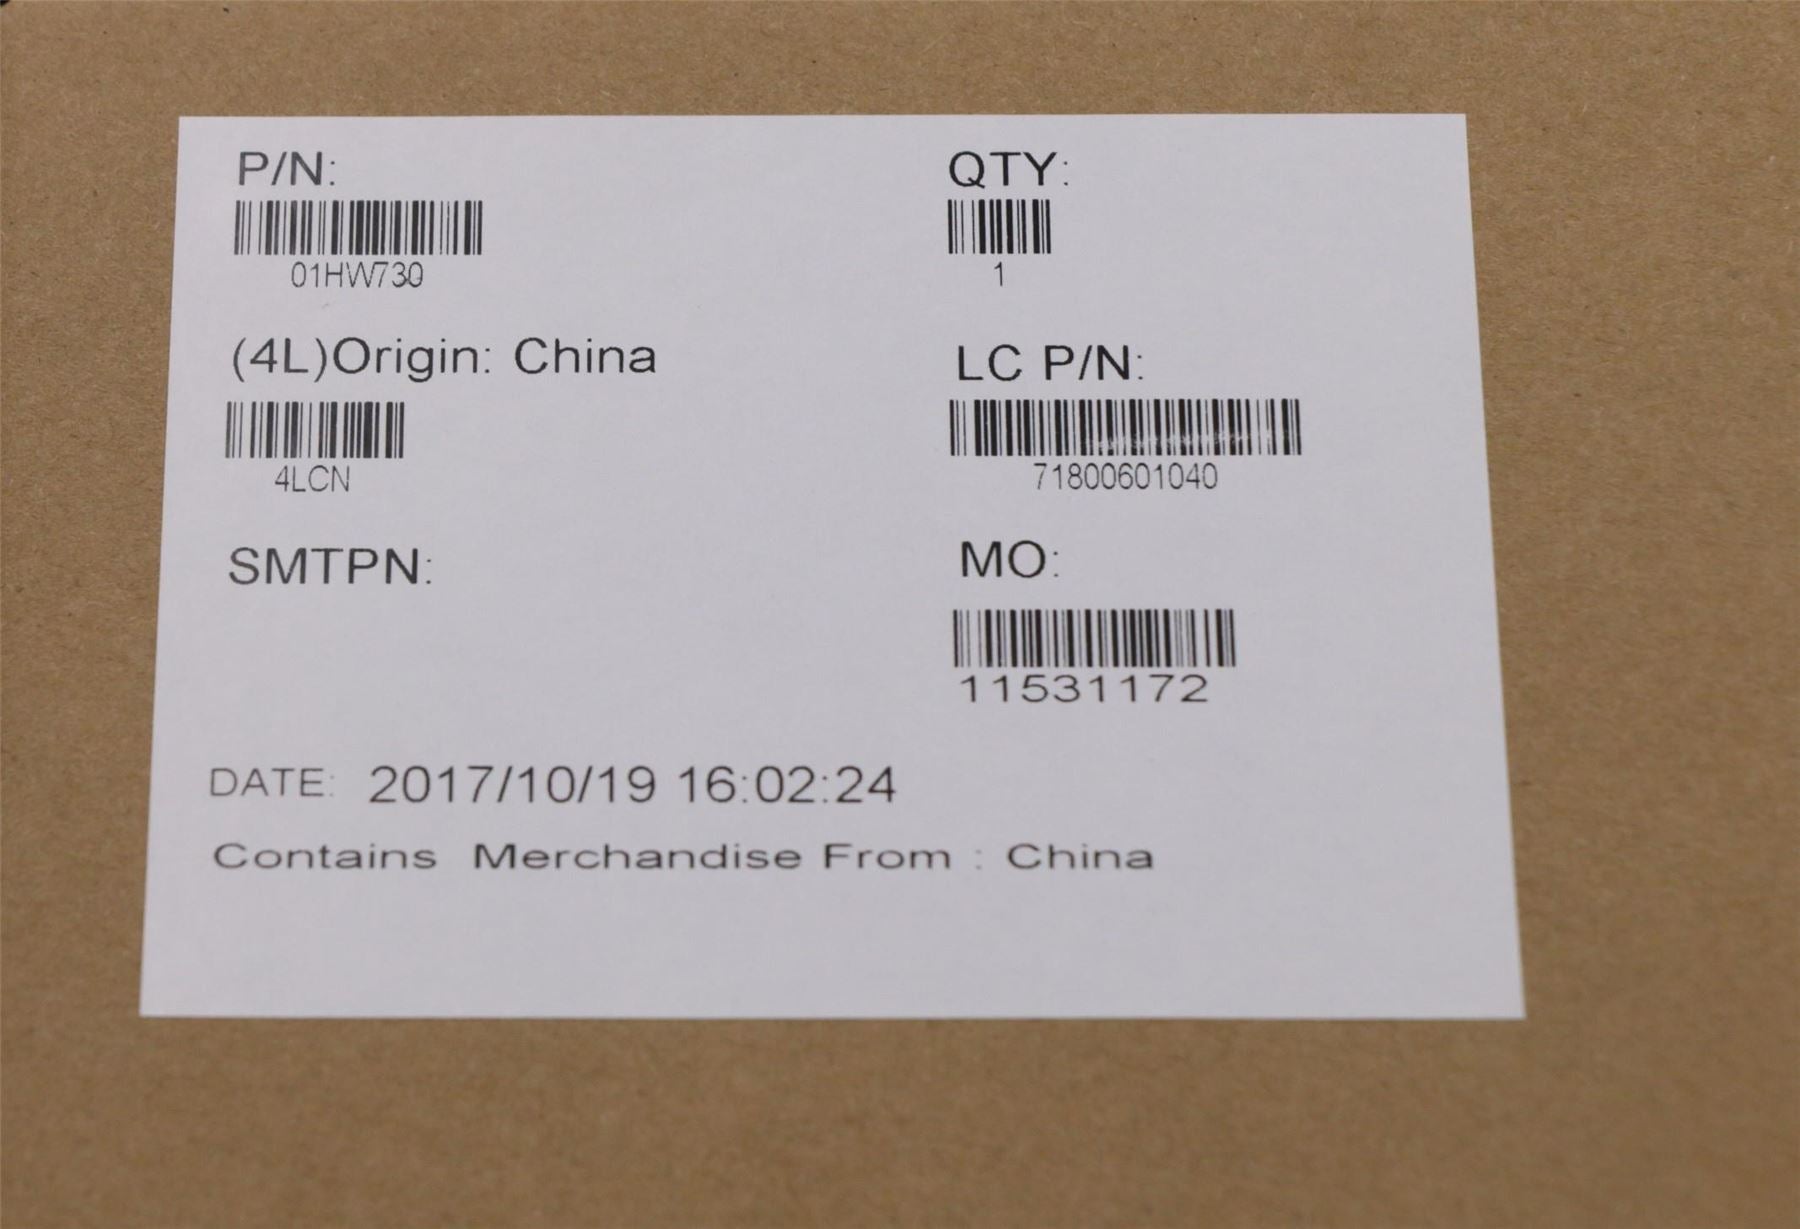 P/N:
01HW730
QTY:
1
(4L)Origin: China
4LCN
LC P/N:
71800601040
SMTPN:
MO:
11531172
DATE: 2017/10/19 16:02:24
Contains Merchandise From : China